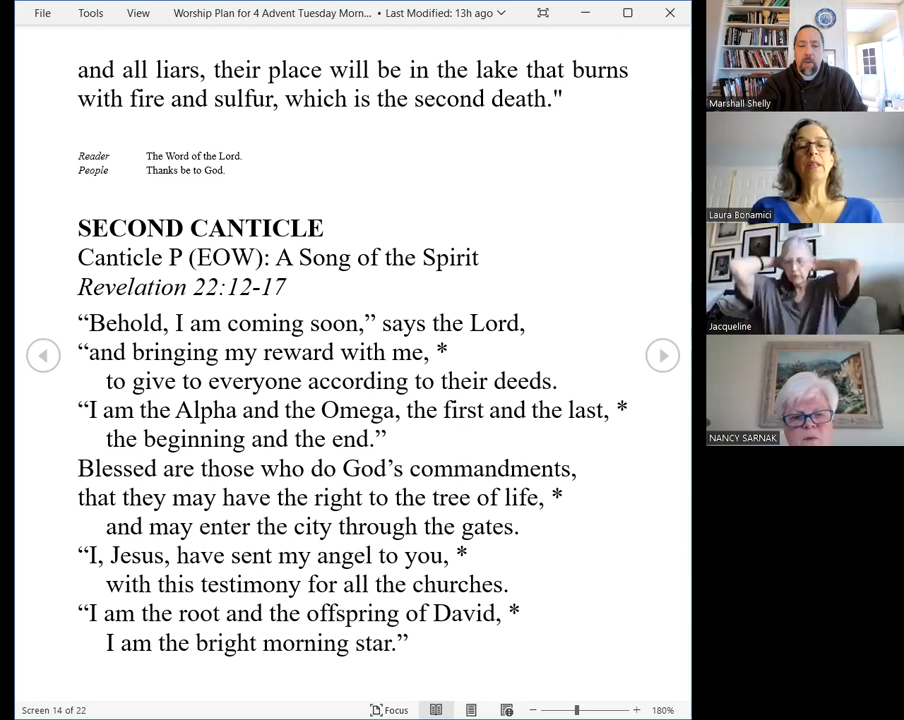 File Tools View Worship Plan for 4 Advent Tuesday Morn... • Last Modified: 13h ago
and all liars, their place will be in the lake that burns
with fire and sulfur, which is the second death."
Reader The Word of the Lord.
People Thanks be to God.
SECOND CANTICLE
Canticle P (EOW): A Song of the Spirit
Revelation 22:12-17
“Behold, I am coming soon,” says the Lord,
“and bringing my reward with me, *
to give to everyone according to their deeds.
“I am the Alpha and the Omega, the first and the last, *
the beginning and the end.”
Blessed are those who do God’s commandments,
that they may have the right to the tree of life, *
and may enter the city through the gates.
“I, Jesus, have sent my angel to you, *
with this testimony for all the churches.
“I am the root and the offspring of David, *
I am the bright morning star.”
Screen 14 of 22 Focus 180%
Marshall Shelly
Laura Bonamici
Jacqueline
NANCY SARNAK